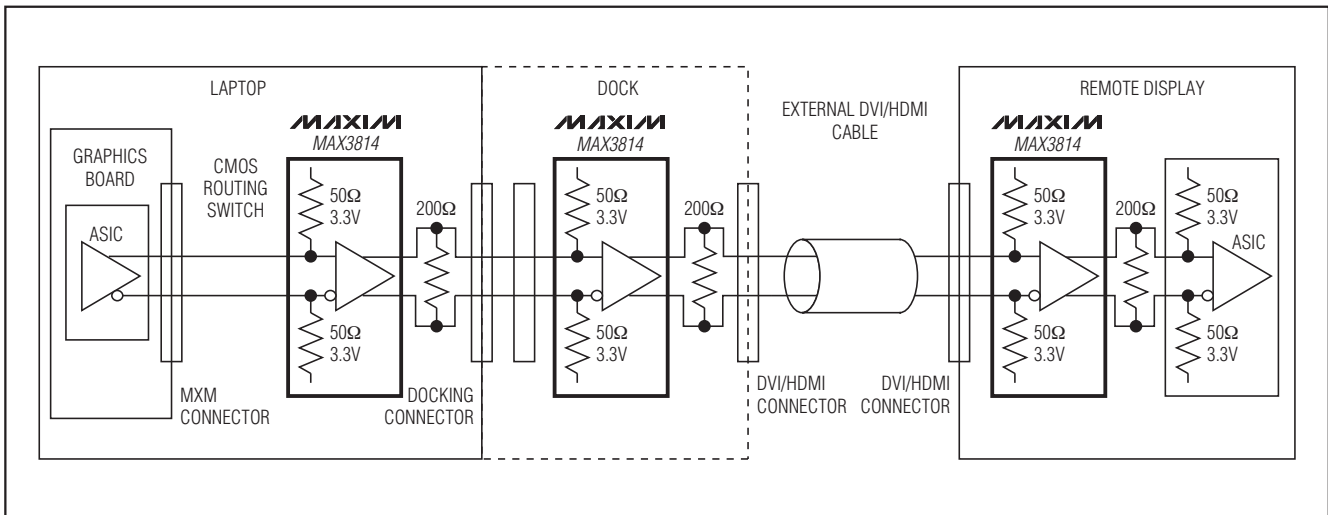 LAPTOP
DOCK
EXTERNAL DVI/HDMI
CABLE
REMOTE DISPLAY
GRAPHICS
BOARD
ASIC
MXM
CONNECTOR
CMOS
ROUTING
SWITCH
MAXIM
MAX3814
50Ω
3.3V
50Ω
3.3V
200Ω
DOCKING
CONNECTOR
MAXIM
MAX3814
50Ω
3.3V
50Ω
3.3V
200Ω
DVI/HDMI
CONNECTOR
DVI/HDMI
CONNECTOR
MAXIM
MAX3814
50Ω
3.3V
50Ω
3.3V
200Ω
50Ω
3.3V
ASIC
50Ω
3.3V